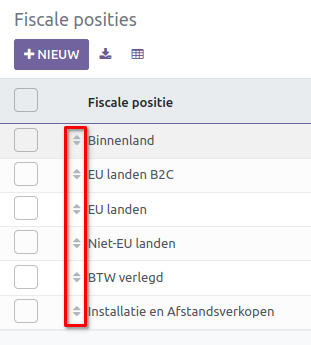 Fiscale posities
+ NIEUW
Fiscale positie
Binnenland
EU landen B2C
EU landen
Niet-EU landen
BTW verlegd
Installatie en Afstandsverkopen